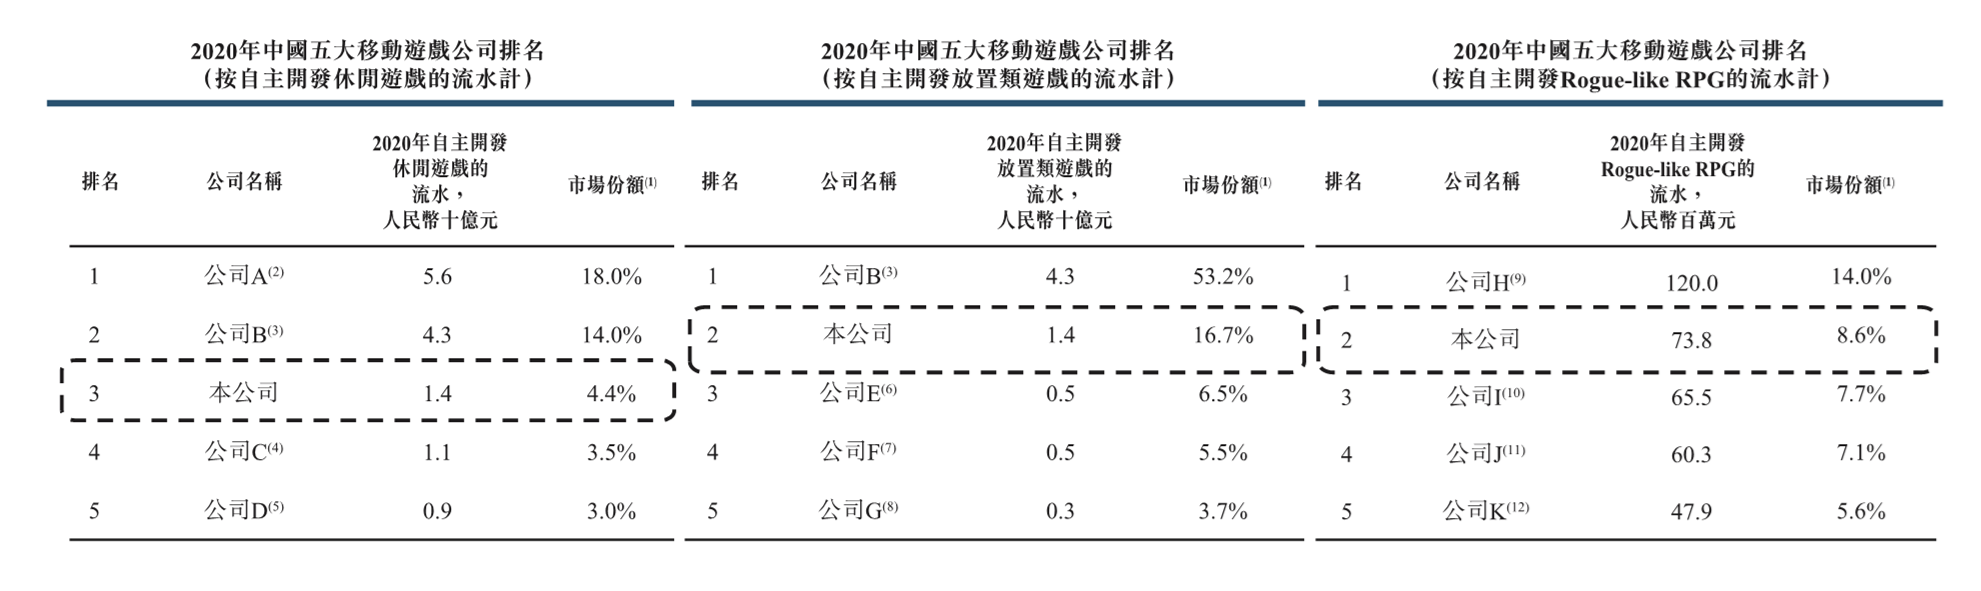 2020年中國五大移動遊戲公司排名
（按自主開發休閒遊戲的流水計）
排名 公司名稱 2020年自主開發
休閒遊戲的
流水，
人民幣十億元 市場份額(1)
1 公司A(2) 5.6 18.0%
2 公司B(3) 4.3 14.0%
3 本公司 1.4 4.4%
4 公司C(4) 1.1 3.5%
5 公司D(5) 0.9 3.0%
2020年中國五大移動遊戲公司排名
（按自主開發放置類遊戲的流水計）
排名 公司名稱 2020年自主開發
放置類遊戲的
流水，
人民幣十億元 市場份額(1)
1 公司B(3) 4.3 53.2%
2 本公司 1.4 16.7%
3 公司E(6) 0.5 6.5%
4 公司F(7) 0.5 5.5%
5 公司G(8) 0.3 3.7%
2020年中國五大移動遊戲公司排名
（按自主開發Rogue-like RPG的流水計）
排名 公司名稱 2020年自主開發
Rogue-like RPG的
流水，
人民幣百萬元 市場份額(1)
1 公司H(9) 120.0 14.0%
2 本公司 73.8 8.6%
3 公司I(10) 65.5 7.7%
4 公司J(11) 60.3 7.1%
5 公司K(12) 47.9 5.6%